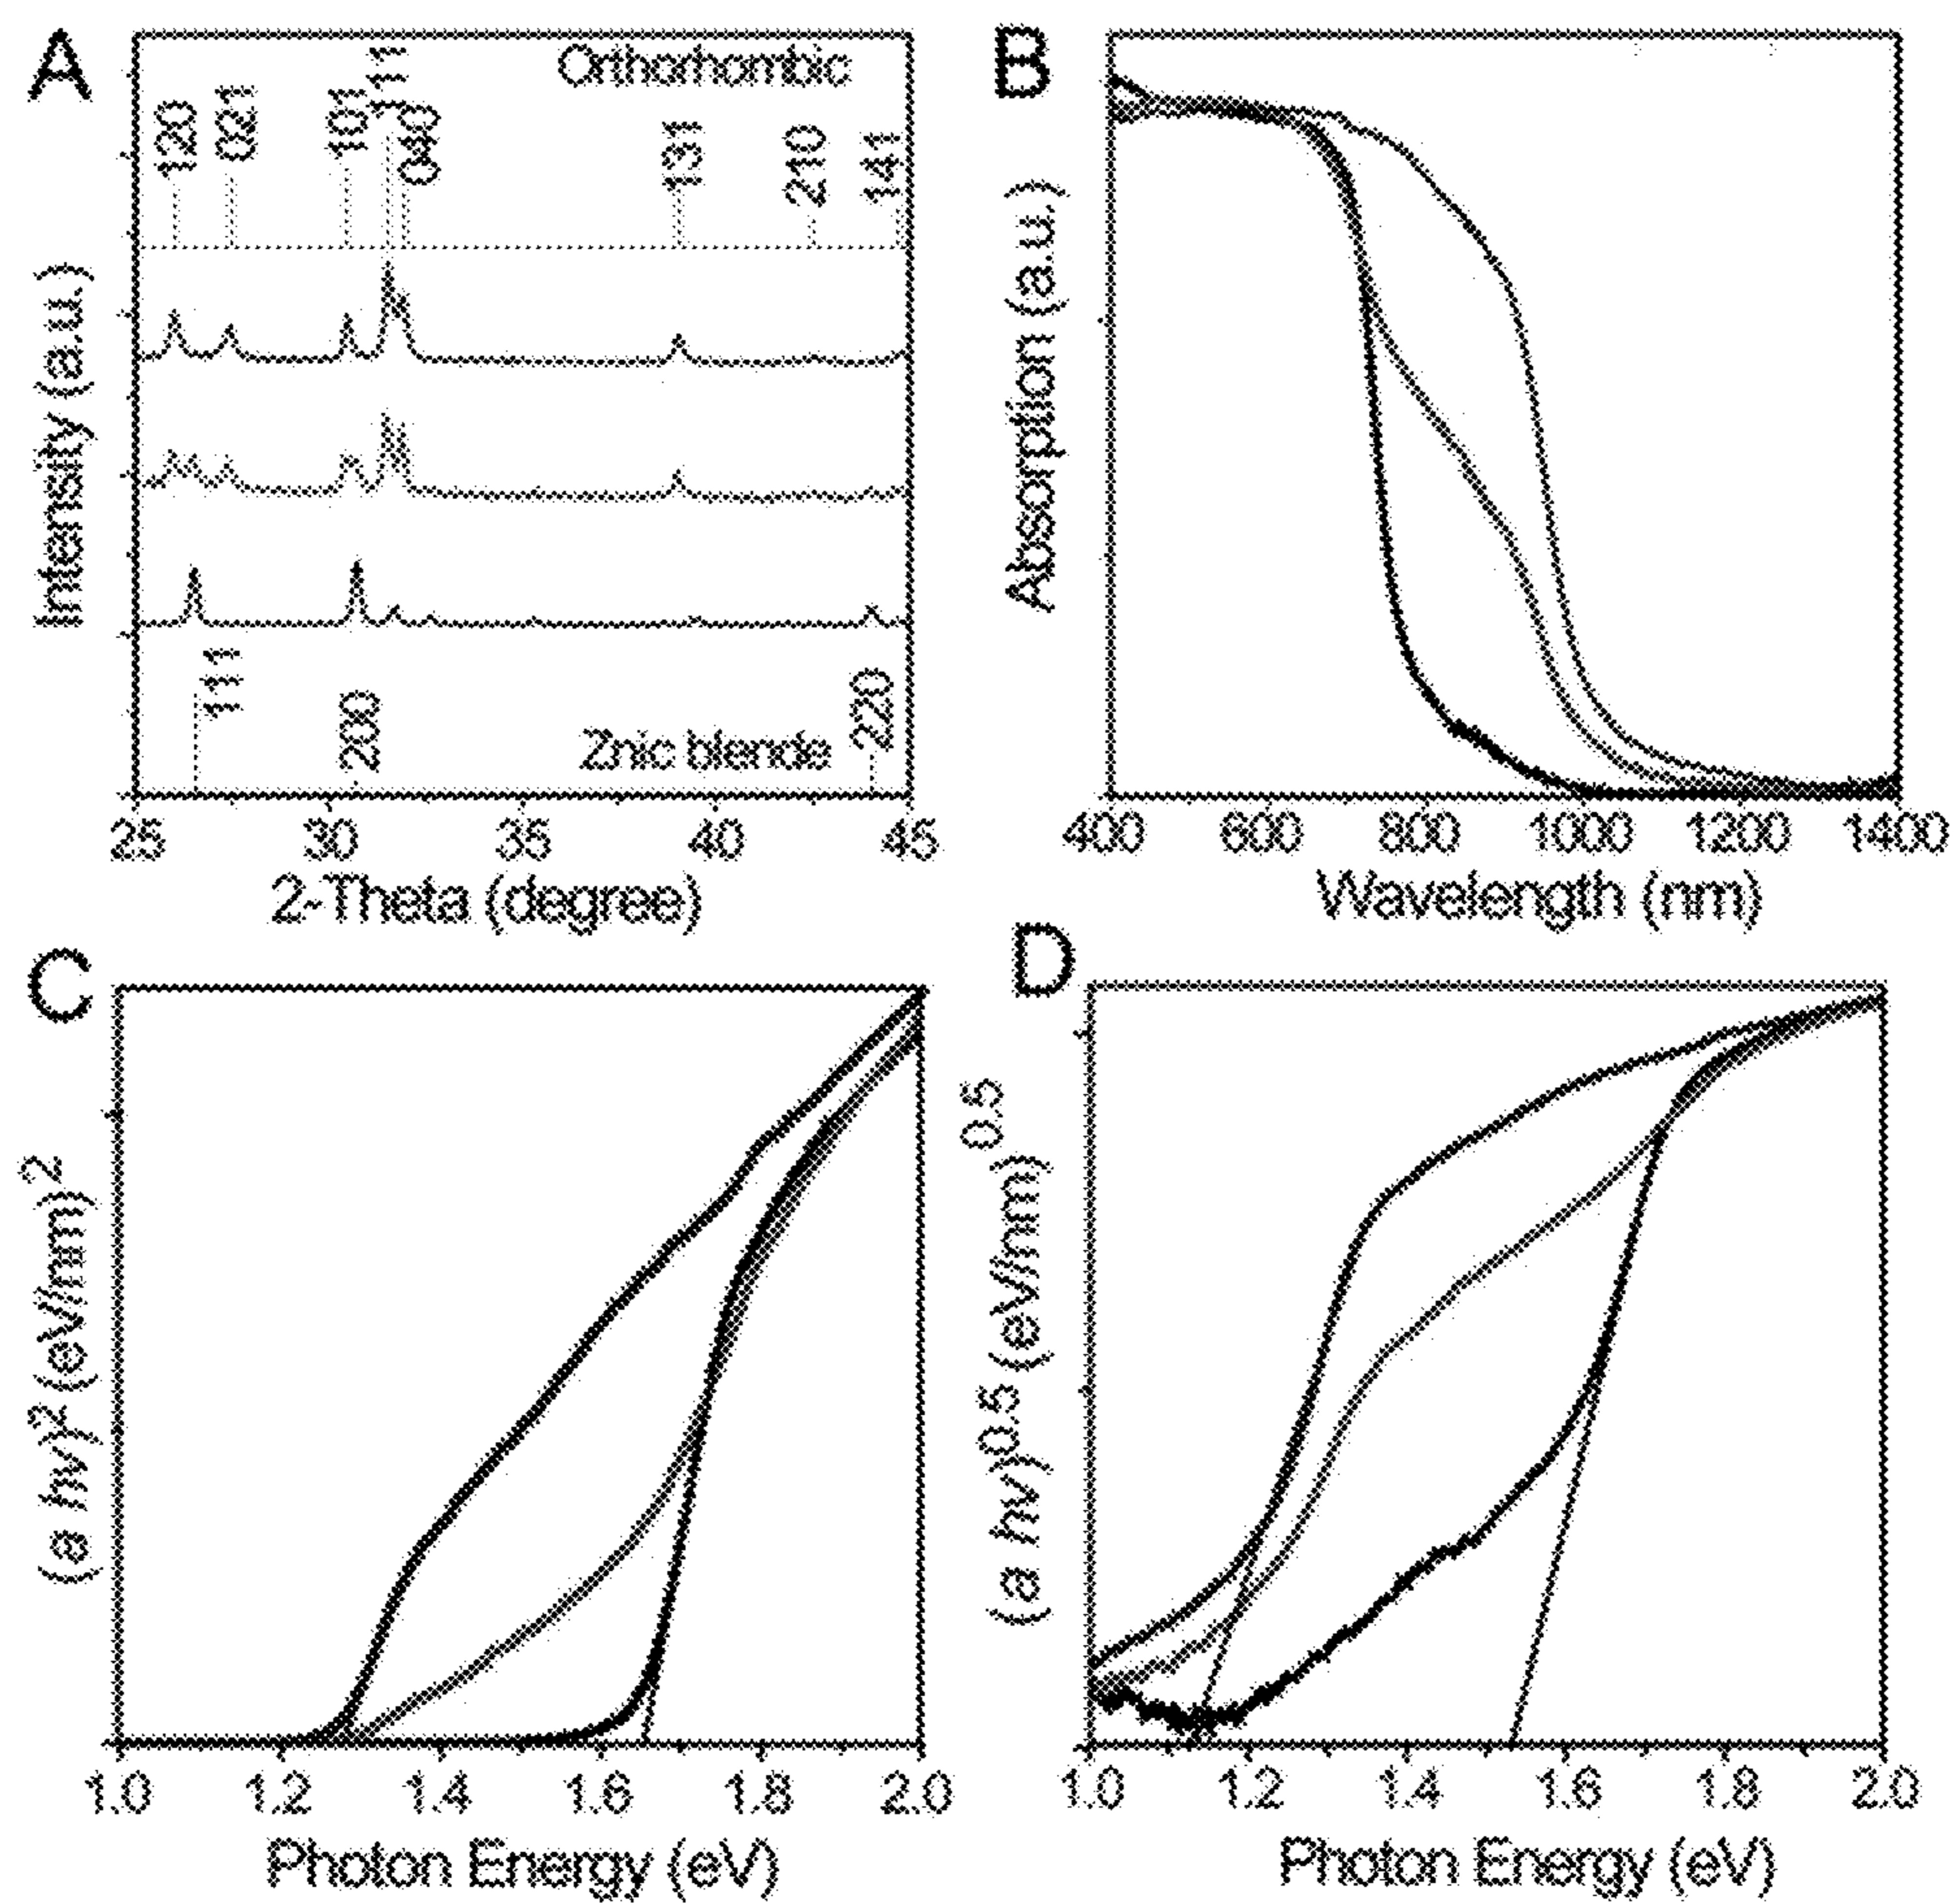 A
Orthorhombic
120
021
101
111
040
131
210
141
Intensity (a.u.)
111
200
Znic blende
220
25 30 35 40 45
2-Theta (degree)
B
Absorption (a.u.)
400 600 800 1000 1200 1400
Wavelength (nm)
C
(a hv)² (eV/nm)²
1.0 1.2 1.4 1.6 1.8 2.0
Photon Energy (eV)
D
(a hv)^0.5 (eV/nm)^0.5
1.0 1.2 1.4 1.6 1.8 2.0
Photon Energy (eV)